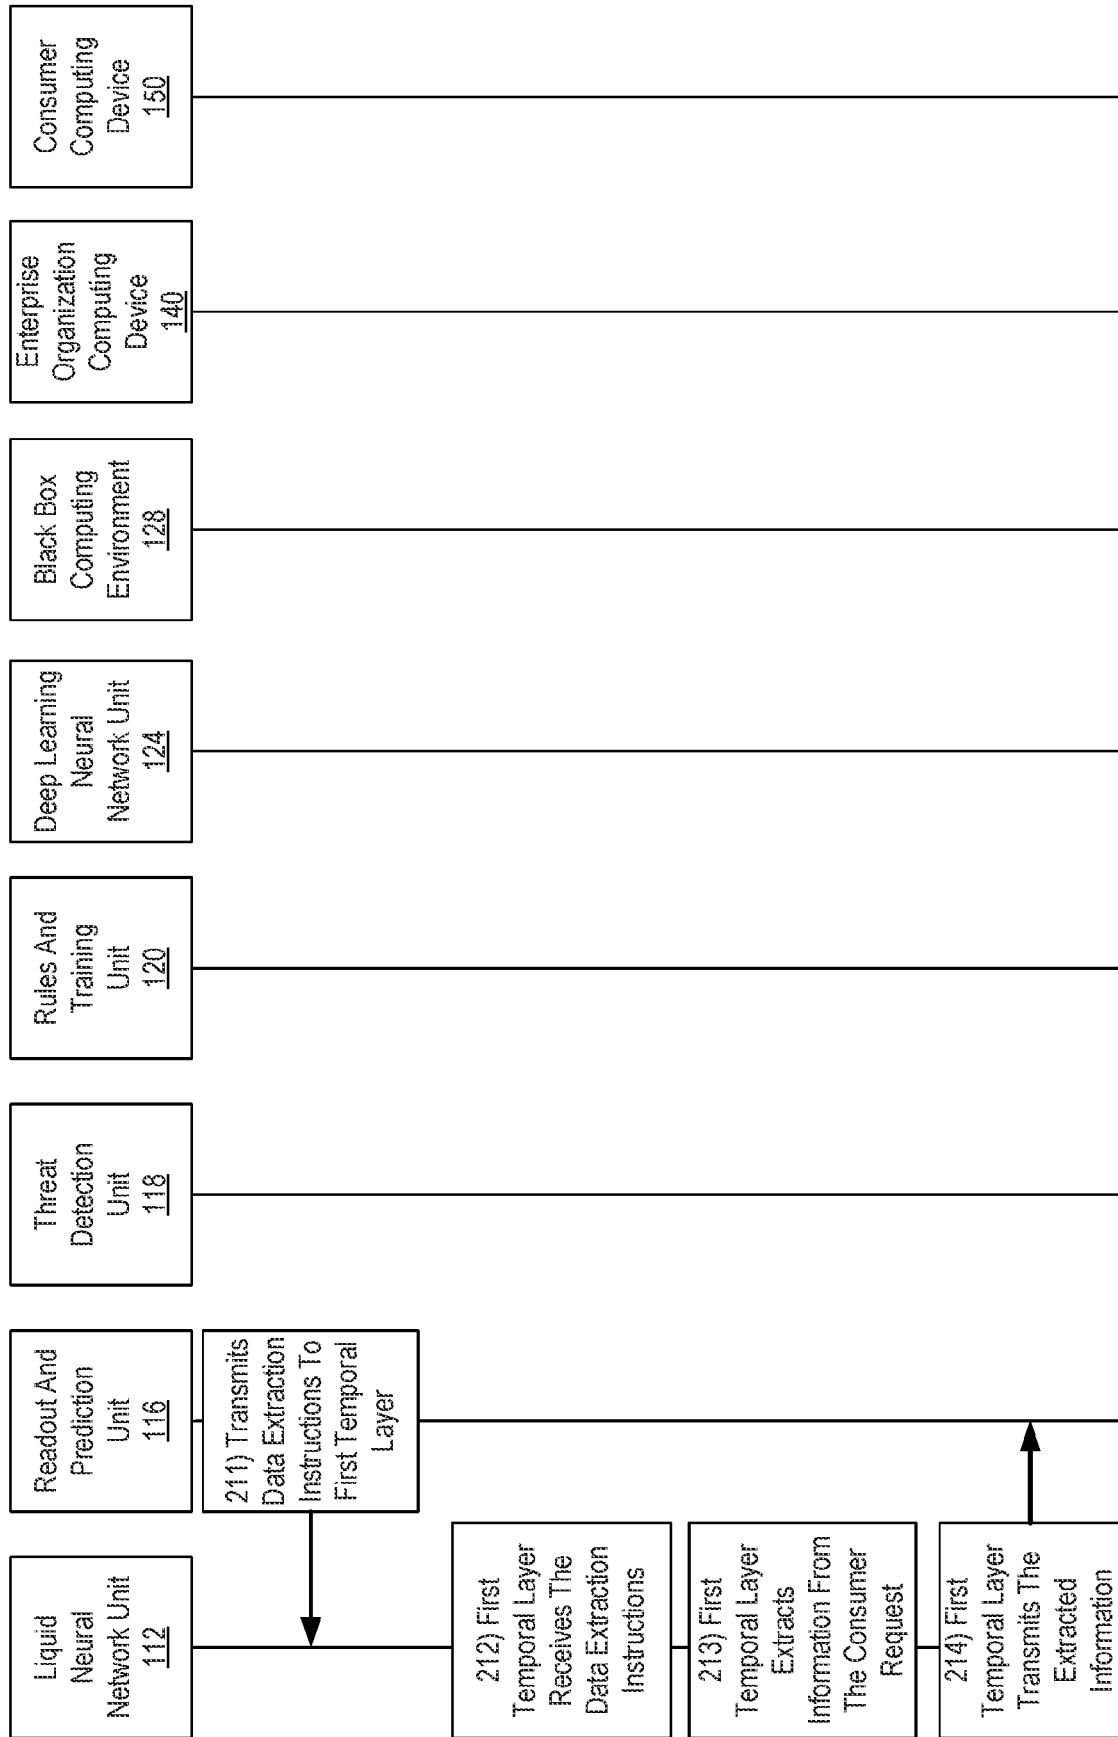 Liquid
Neural
Network Unit
112
Readout And
Prediction
Unit
116
Threat
Detection
Unit
118
Rules And
Training
Unit
120
Deep Learning
Neural
Network Unit
124
Black Box
Computing
Environment
128
Enterprise
Organization
Computing
Device
140
Consumer
Computing
Device
150
211) Transmits
Data Extraction
Instructions To
First Temporal
Layer
212) First
Temporal Layer
Receives The
Data Extraction
Instructions
213) First
Temporal Layer
Extracts
Information From
The Consumer
Request
214) First
Temporal Layer
Transmits The
Extracted
Information